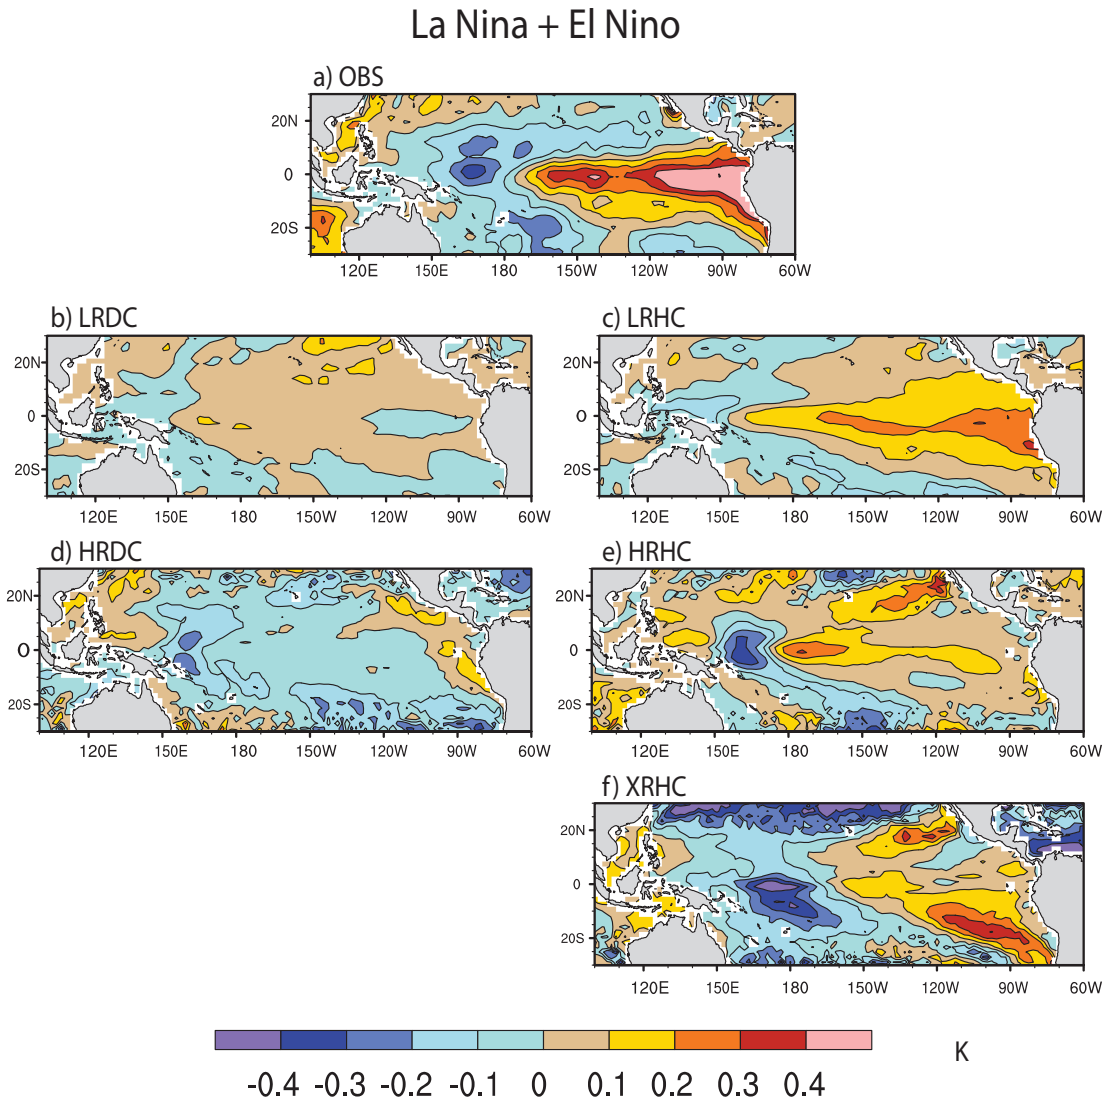 La Nina + El Nino
a) OBS
20N
0
20S
120E 150E 180 150W 120W 90W 60W
b) LRDC
c) LRHC
20N
0
20S
120E 150E 180 150W 120W 90W 60W
20N
0
20S
120E 150E 180 150W 120W 90W 60W
d) HRDC
e) HRHC
20N
0
20S
120E 150E 180 150W 120W 90W 60W
20N
0
20S
120E 150E 180 150W 120W 90W 60W
f) XRHC
20N
0
20S
120E 150E 180 150W 120W 90W 60W
-0.4 -0.3 -0.2 -0.1 0 0.1 0.2 0.3 0.4
K